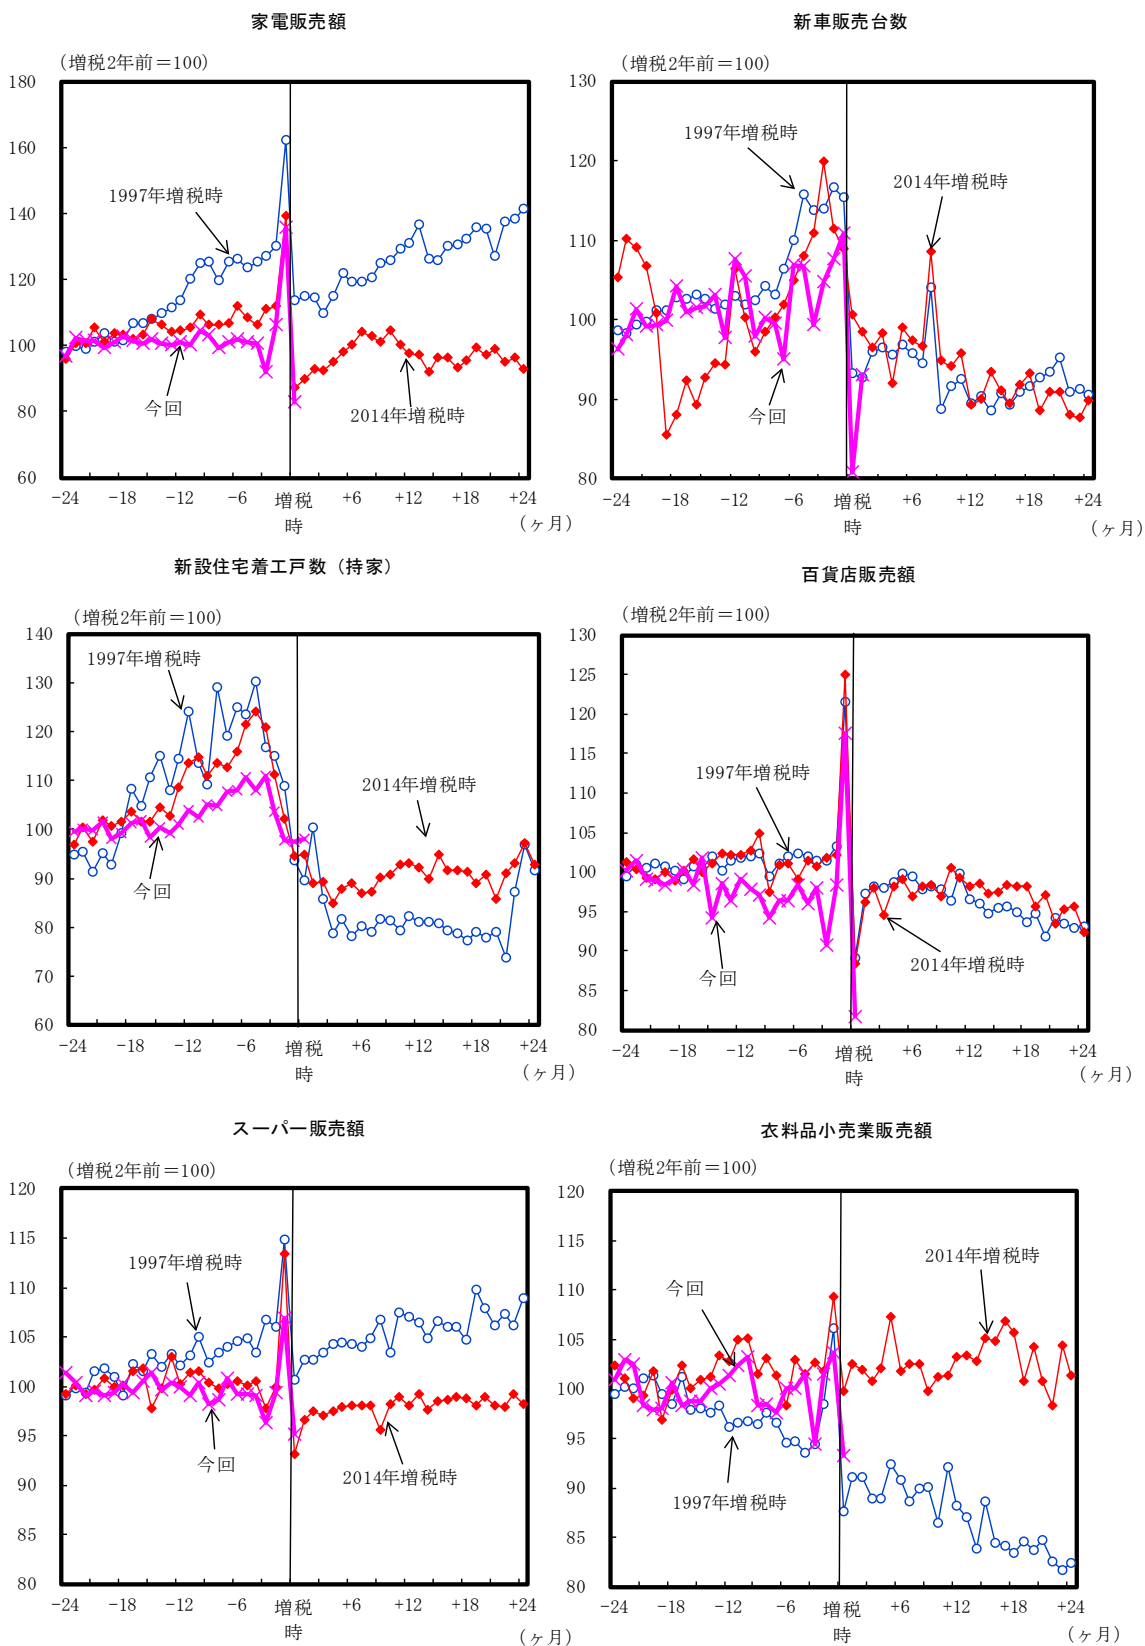 家電販売額
（増税2年前＝100）
180
160
140
120
100
80
60
1997年増税時
今回
2014年増税時
−24
−18
−12
−6
増税
時
+6
+12
+18
+24
（ヶ月）
新車販売台数
（増税2年前＝100）
130
120
110
100
90
80
1997年増税時
2014年増税時
今回
−24
−18
−12
−6
増税
時
+6
+12
+18
+24
（ヶ月）
新設住宅着工戸数（持家）
（増税2年前＝100）
140
130
120
110
100
90
80
70
60
1997年増税時
2014年増税時
今回
−24
−18
−12
−6
増税
時
+6
+12
+18
+24
（ヶ月）
百貨店販売額
（増税2年前＝100）
130
125
120
115
110
105
100
95
90
85
80
1997年増税時
2014年増税時
今回
−24
−18
−12
−6
増税
時
+6
+12
+18
+24
（ヶ月）
スーパー販売額
（増税2年前＝100）
120
115
110
105
100
95
90
85
80
1997年増税時
今回
2014年増税時
−24
−18
−12
−6
増税
時
+6
+12
+18
+24
（ヶ月）
衣料品小売業販売額
（増税2年前＝100）
120
115
110
105
100
95
90
85
80
2014年増税時
今回
1997年増税時
−24
−18
−12
−6
増税
時
+6
+12
+18
+24
（ヶ月）